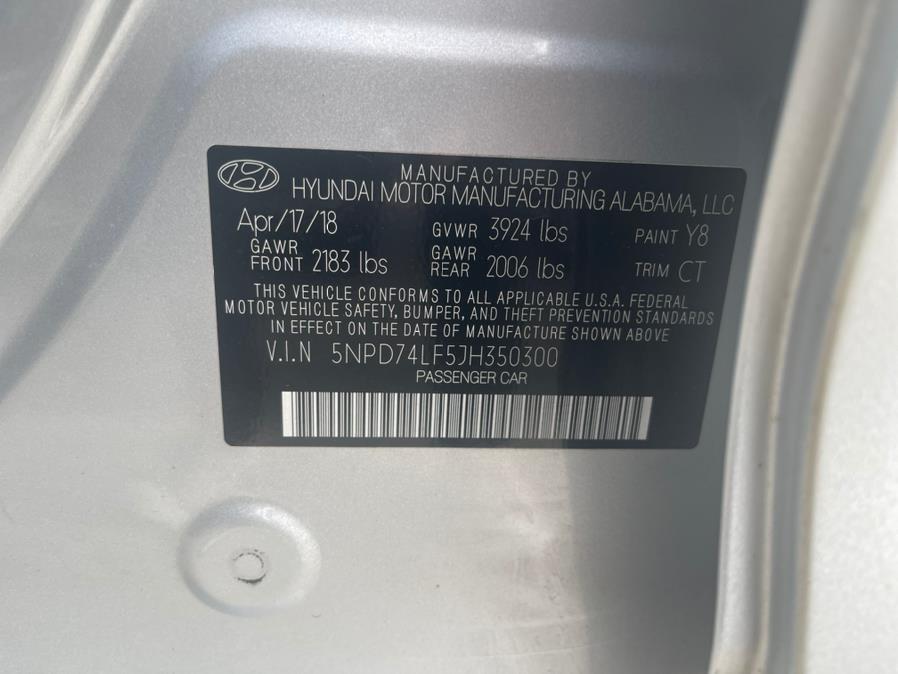 MANUFACTURED BY
HYUNDAI MOTOR MANUFACTURING ALABAMA, LLC
Apr/17/18 GVWR 3924 lbs PAINT Y8
GAWR FRONT 2183 lbs GAWR REAR 2006 lbs TRIM CT
THIS VEHICLE CONFORMS TO ALL APPLICABLE U.S.A. FEDERAL
MOTOR VEHICLE SAFETY, BUMPER, AND THEFT PREVENTION STANDARDS
IN EFFECT ON THE DATE OF MANUFACTURE SHOWN ABOVE
V.I.N 5NPD74LF5JH350300
PASSENGER CAR